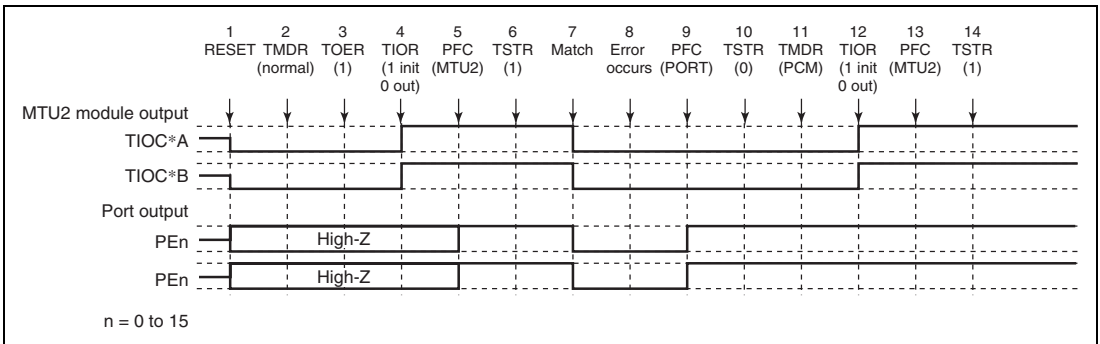 1 2 3 4 5 6 7 8 9 10 11 12 13 14
RESET TMDR TOER TIOR PFC TSTR Match Error PFC TSTR TMDR TIOR PFC TSTR
(normal) (1) (1 init (MTU2) (1) occurs (PORT) (0) (PCM) (1 init (MTU2) (1)
0 out) 0 out)
MTU2 module output
TIOC*A
TIOC*B
Port output
PEn High-Z
PEn High-Z
n = 0 to 15